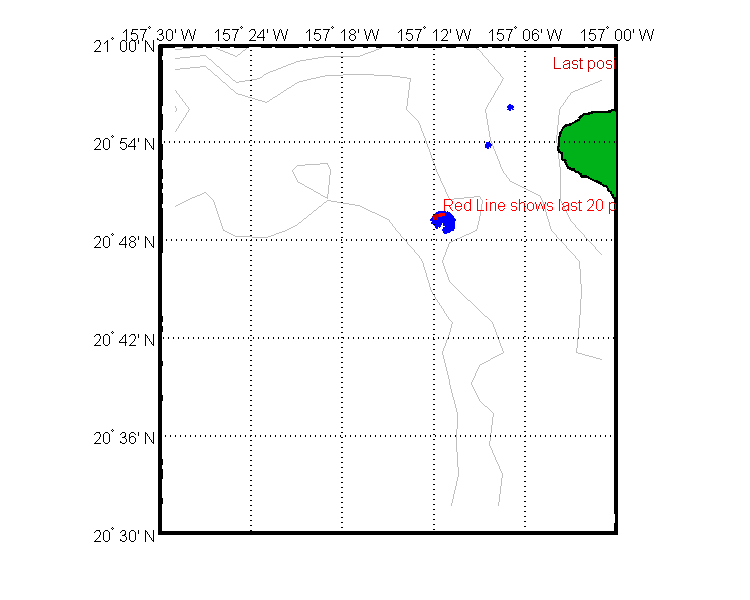 157° 30' W 157° 24' W 157° 18' W 157° 12' W 157° 06' W 157° 00' W
21° 00' N
Last pos
20° 54' N
Red Line shows last 20 p
20° 48' N
20° 42' N
20° 36' N
20° 30' N